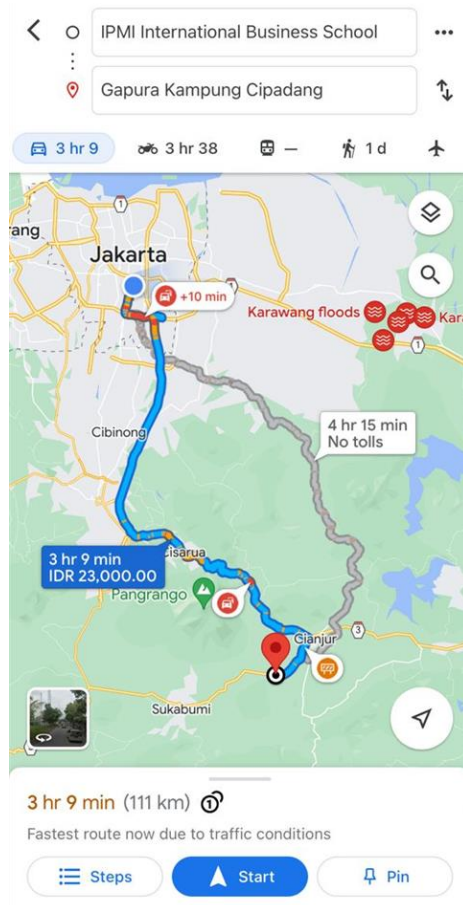 IPMI International Business School
Gapura Kampung Cipadang
3 hr 9
3 hr 38
—
1 d
1
rang
Jakarta
+10 min
1
Karawang floods
Kara
1
4 hr 15 min
No tolls
Cibinong
3 hr 9 min
IDR 23,000.00
Cisarua
Pangrango
Cianjur
3
Sukabumi
3 hr 9 min (111 km)
Fastest route now due to traffic conditions
Steps
Start
Pin